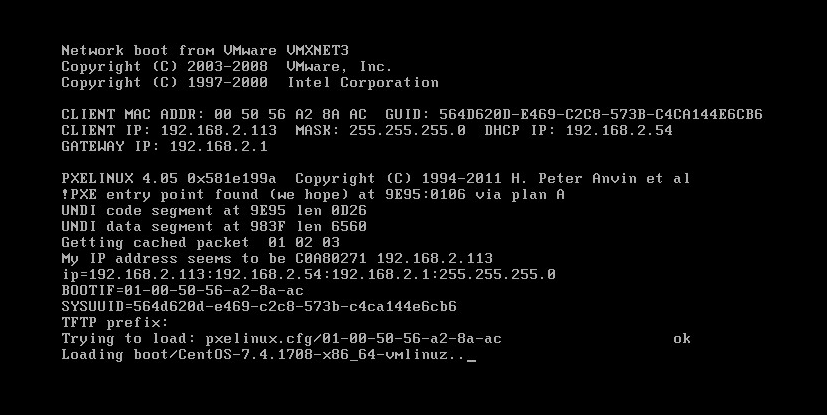 Network boot from VMware VMXNET3
Copyright (C) 2003-2008  VMware, Inc.
Copyright (C) 1997-2000  Intel Corporation
CLIENT MAC ADDR: 00 50 56 A2 8A AC  GUID: 564D620D-E469-C2C8-573B-C4CA144E6CB6
CLIENT IP: 192.168.2.113  MASK: 255.255.255.0  DHCP IP: 192.168.2.54
GATEWAY IP: 192.168.2.1
PXELINUX 4.05 0x581e199a  Copyright (C) 1994-2011 H. Peter Anvin et al
!PXE entry point found (we hope) at 9E95:0106 via plan A
UNDI code segment at 9E95 len 0D26
UNDI data segment at 983F len 6560
Getting cached packet  01 02 03
My IP address seems to be C0A80271 192.168.2.113
ip=192.168.2.113:192.168.2.54:192.168.2.1:255.255.255.0
BOOTIF=01-00-50-56-a2-8a-ac
SYSUUID=564d620d-e469-c2c8-573b-c4ca144e6cb6
TFTP prefix:
Trying to load: pxelinux.cfg/01-00-50-56-a2-8a-ac ok
Loading boot/CentOS-7.4.1708-x86_64-vmlinuz.._